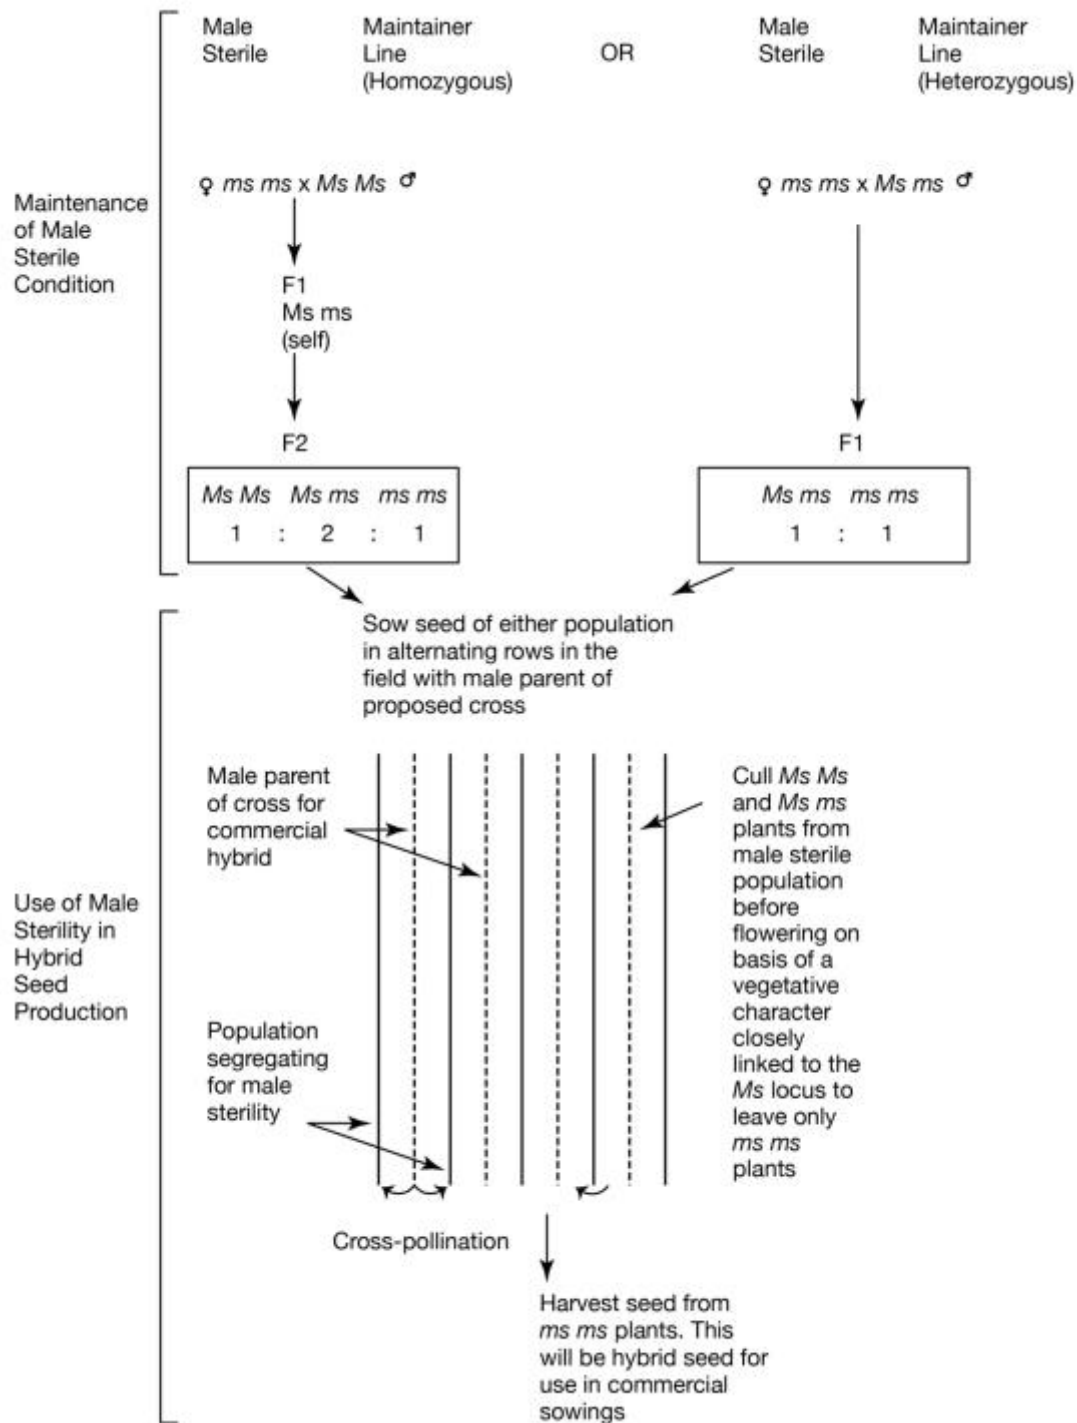 Male
Sterile
Maintainer
Line
(Homozygous)
OR
Male
Sterile
Maintainer
Line
(Heterozygous)
Maintenance
of Male
Sterile
Condition
♀ ms ms x Ms Ms ♂
F1
Ms ms
(self)
F2
Ms Ms Ms ms ms ms
1 : 2 : 1
♀ ms ms x Ms ms ♂
F1
Ms ms ms ms
1 : 1
Sow seed of either population
in alternating rows in the
field with male parent of
proposed cross
Use of Male
Sterility in
Hybrid
Seed
Production
Male parent
of cross for
commercial
hybrid
Population
segregating
for male
sterility
Cull Ms Ms
and Ms ms
plants from
male sterile
population
before
flowering on
basis of a
vegetative
character
closely
linked to the
Ms locus to
leave only
ms ms
plants
Cross-pollination
Harvest seed from
ms ms plants. This
will be hybrid seed for
use in commercial
sowings